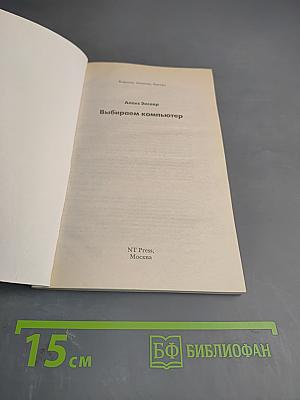 Алекс Экслер
Выбираем компьютер
NT Press,
Москва
15 см
БФ БИБЛИОФАН